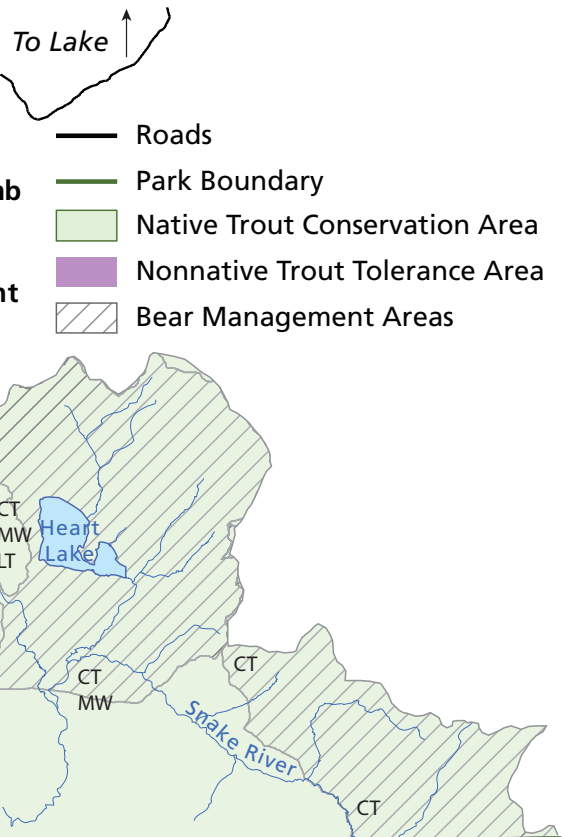 To Lake
Roads
Park Boundary
Native Trout Conservation Area
Nonnative Trout Tolerance Area
Bear Management Areas
CT
MW
LT
Heart
Lake
CT
MW
CT
Snake River
CT